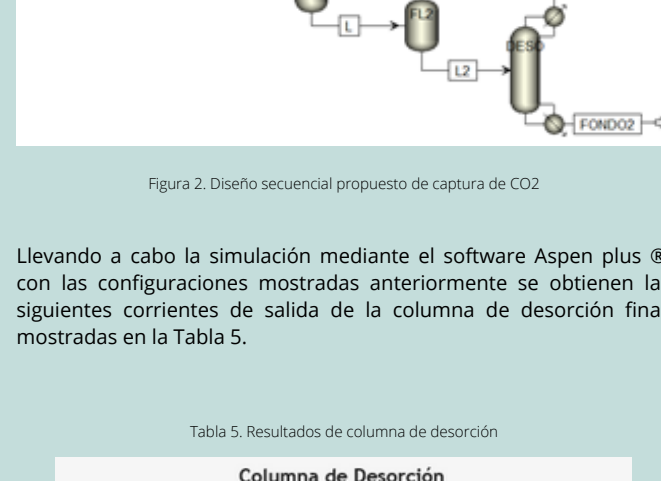 L
FL2
DESO
L2
FONDO2
Figura 2. Diseño secuencial propuesto de captura de CO2
Llevando a cabo la simulación mediante el software Aspen plus ®
con las configuraciones mostradas anteriormente se obtienen la
siguientes corrientes de salida de la columna de desorción fina
mostradas en la Tabla 5.
Tabla 5. Resultados de columna de desorción
Columna de Desorción